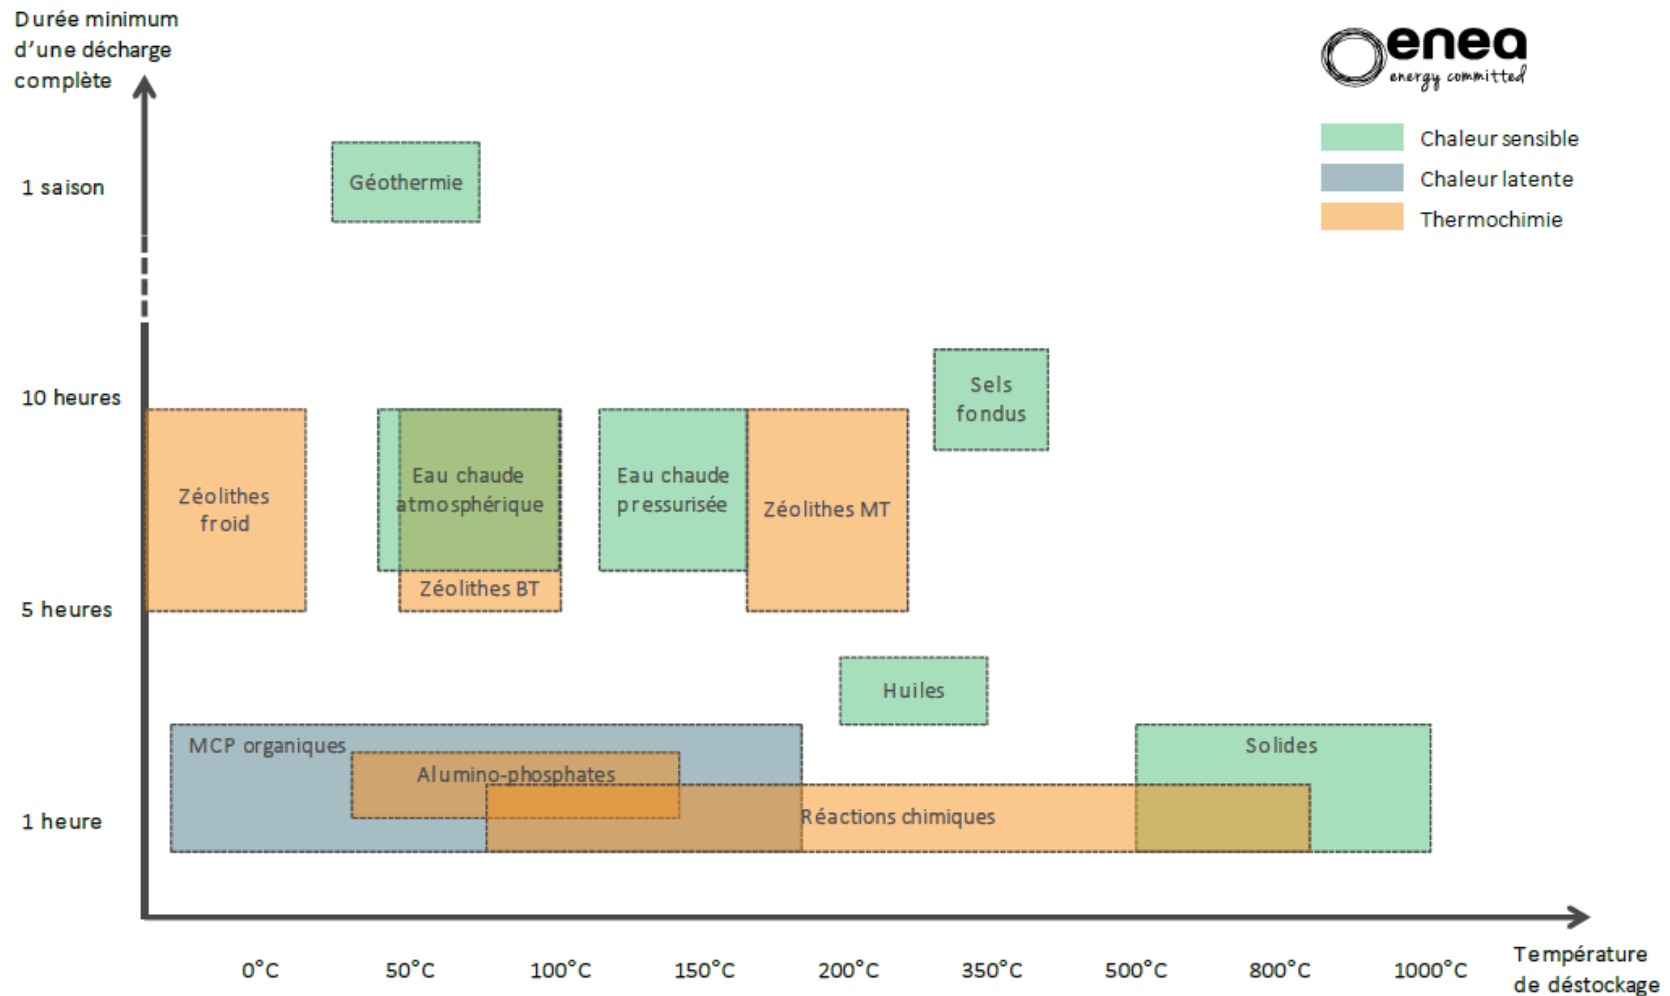 Durée minimum
d'une décharge
complète
enea
energy committed
Chaleur sensible
Chaleur latente
Thermochimie
1 saison
Géothermie
10 heures
Sels
fondus
Zéolithes
froid
Eau chaude
atmosphérique
Eau chaude
pressurisée
Zéolithes MT
Zéolithes BT
5 heures
Huiles
MCP organiques
Solides
Alumino-phosphates
1 heure
Réactions chimiques
0°C
50°C
100°C
150°C
200°C
350°C
500°C
800°C
1000°C
Température
de déstockage